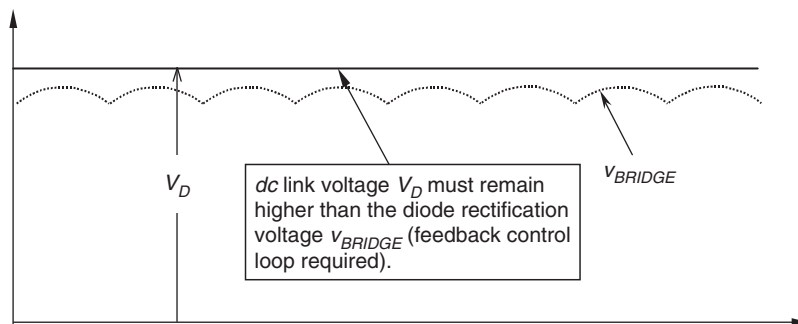 V_D
dc link voltage V_D must remain
higher than the diode rectification
voltage v_BRIDGE (feedback control
loop required).
v_BRIDGE